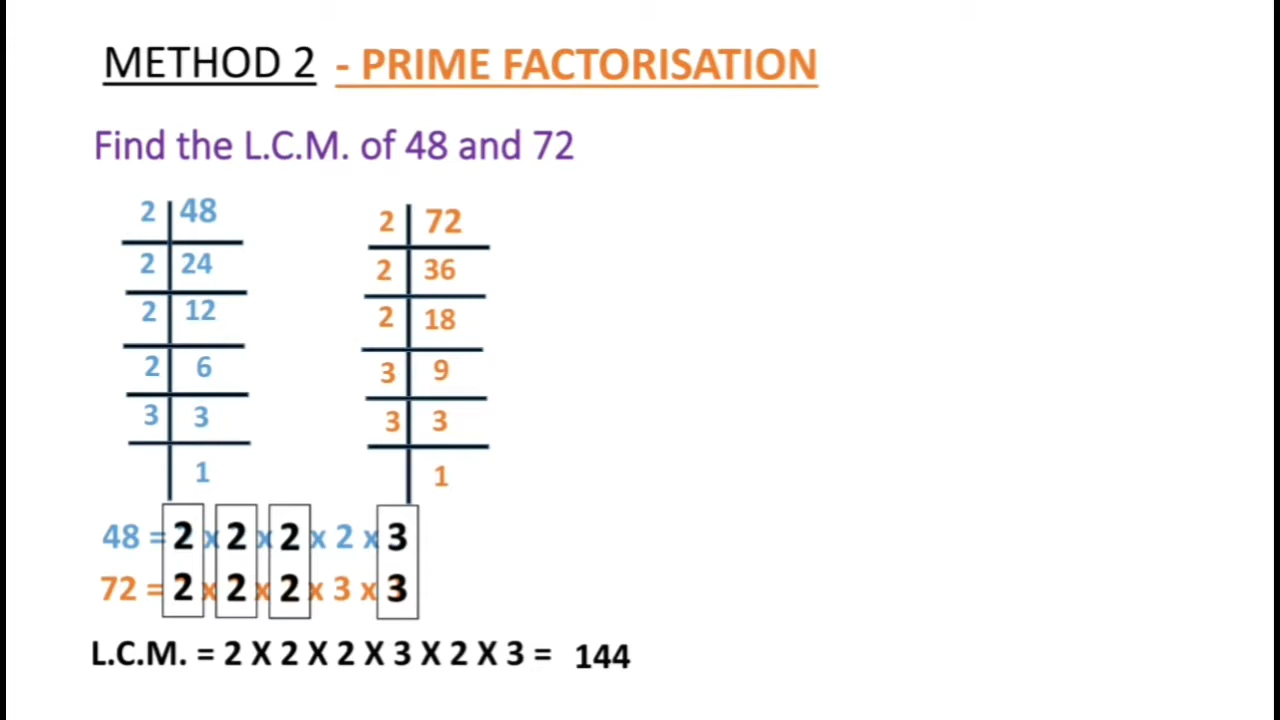 METHOD 2 - PRIME FACTORISATION
Find the L.C.M. of 48 and 72
2 48
2 24
2 12
2 6
3 3
1
2 72
2 36
2 18
3 9
3 3
1
48 = 2 x 2 x 2 x 2 x 3
72 = 2 x 2 x 2 x 3 x 3
L.C.M. = 2 X 2 X 2 X 3 X 2 X 3 = 144